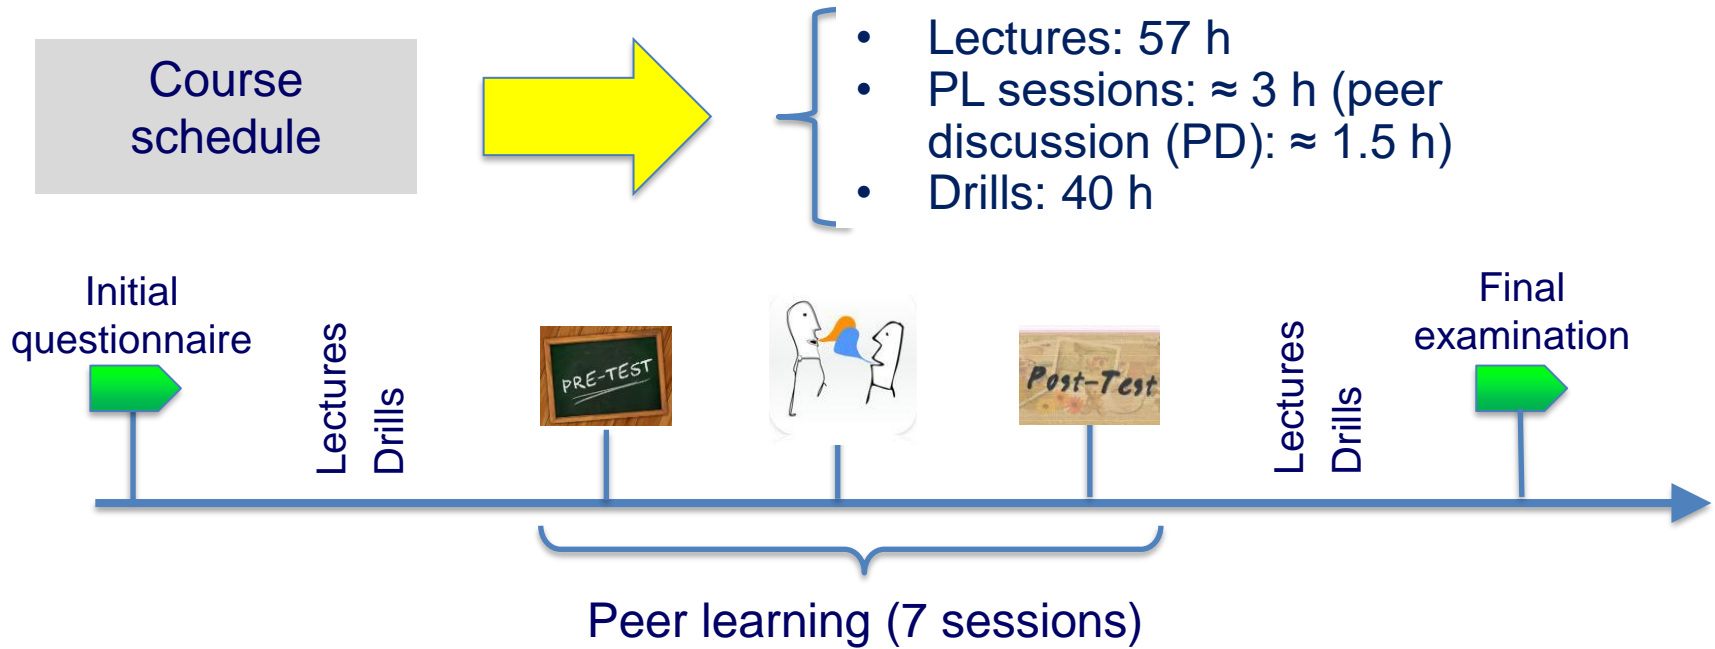 Course
schedule
• Lectures: 57 h
• PL sessions: ≈ 3 h (peer
discussion (PD): ≈ 1.5 h)
• Drills: 40 h
Initial
questionnaire
Lectures
Drills
PRE-TEST
Post-Test
Lectures
Drills
Final
examination
Peer learning (7 sessions)